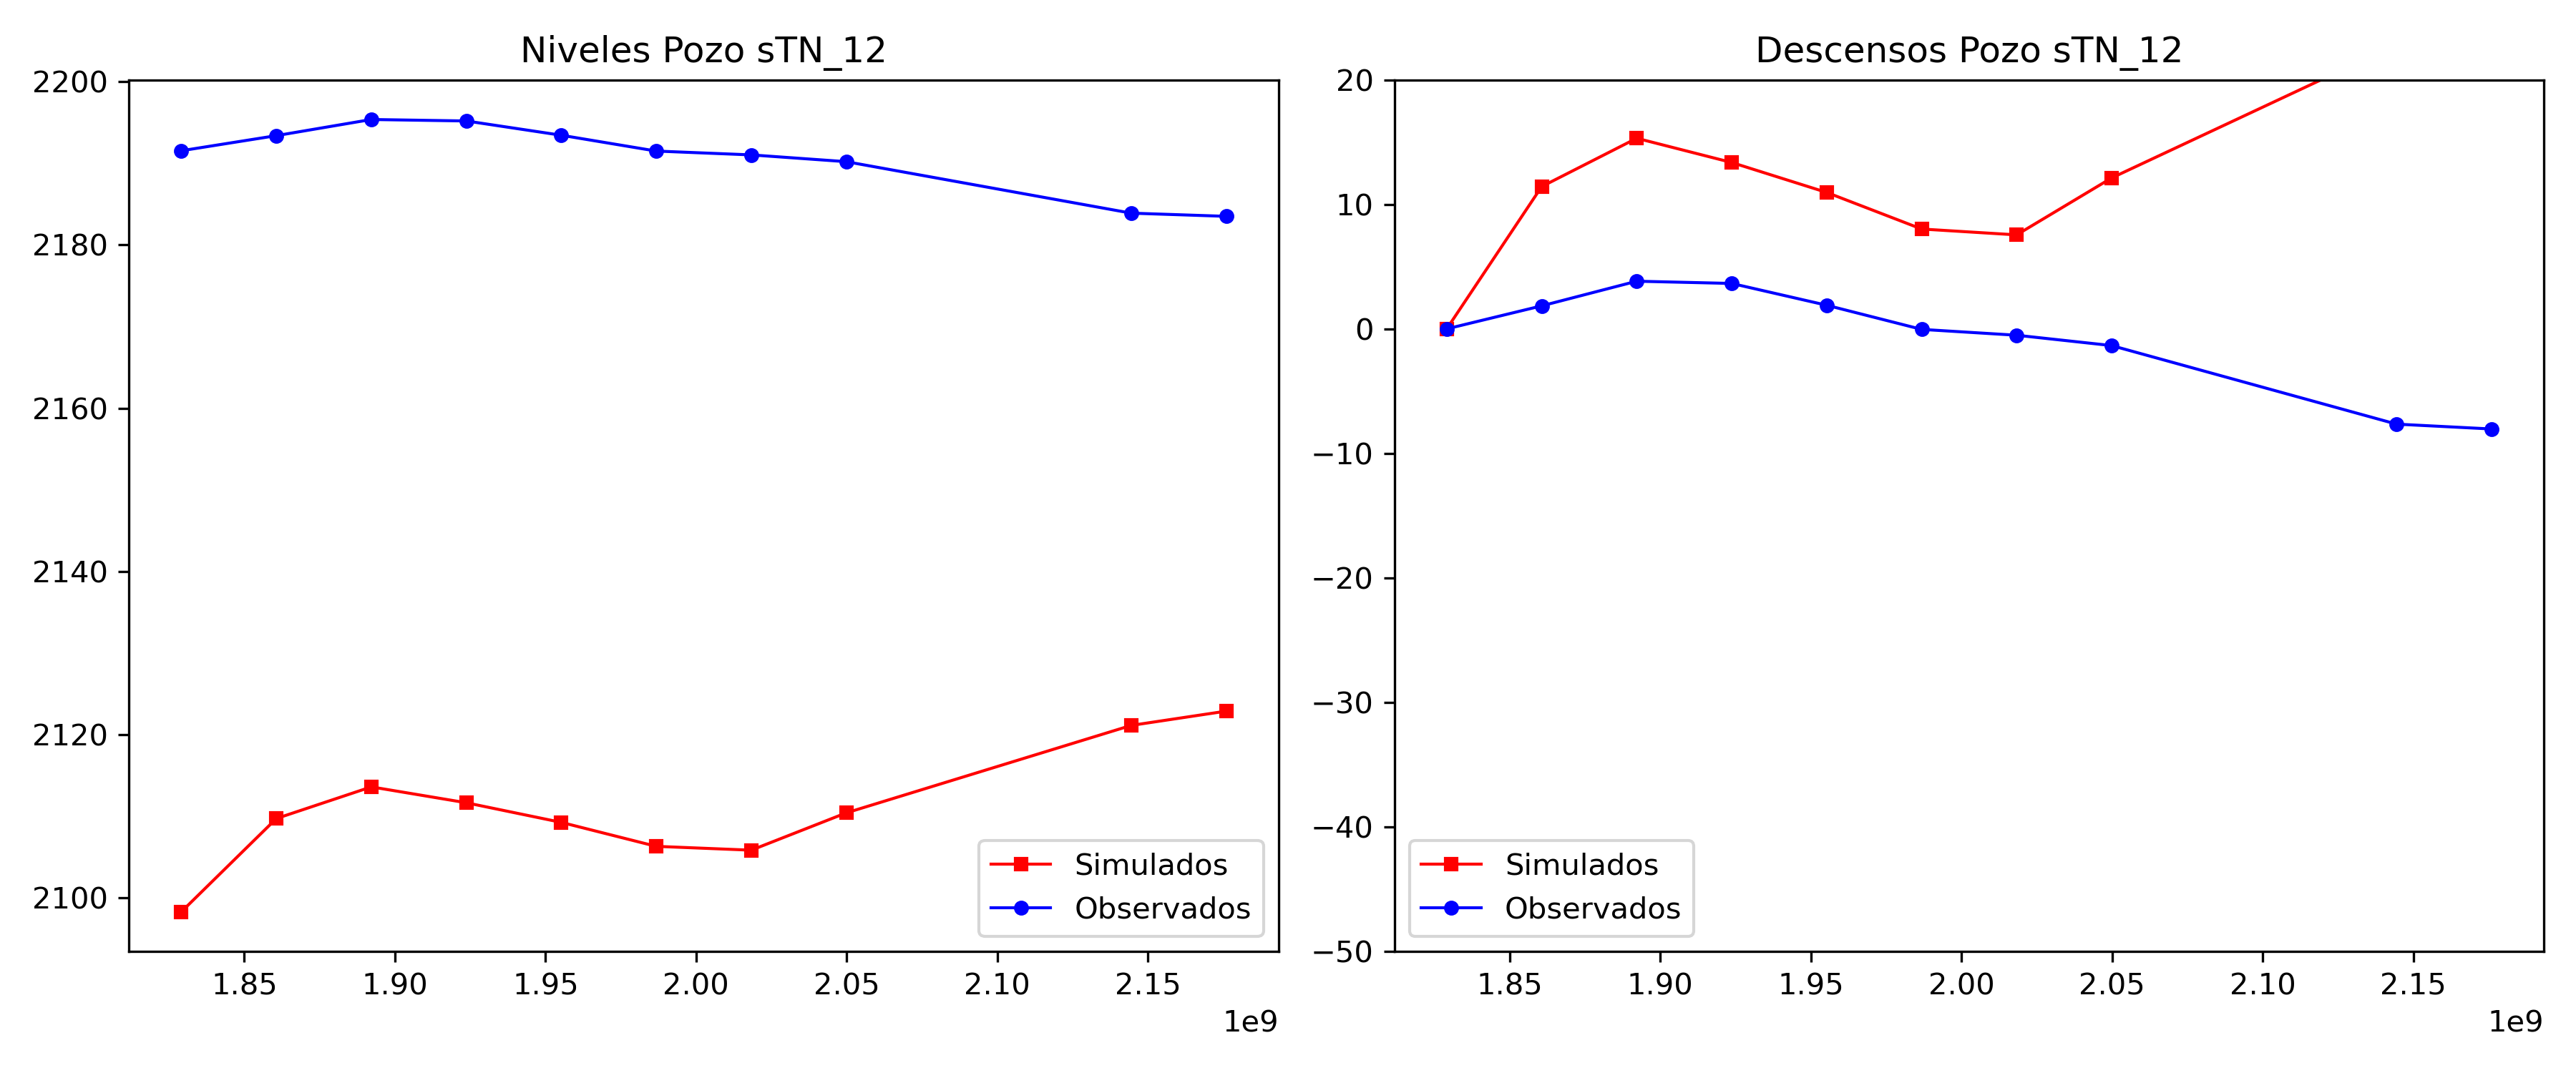 Niveles Pozo sTN_12
2200
2180
2160
2140
2120
2100
1.85 1.90 1.95 2.00 2.05 2.10 2.15
1e9
Simulados
Observados
Descensos Pozo sTN_12
20
10
0
−10
−20
−30
−40
−50
1.85 1.90 1.95 2.00 2.05 2.10 2.15
1e9
Simulados
Observados